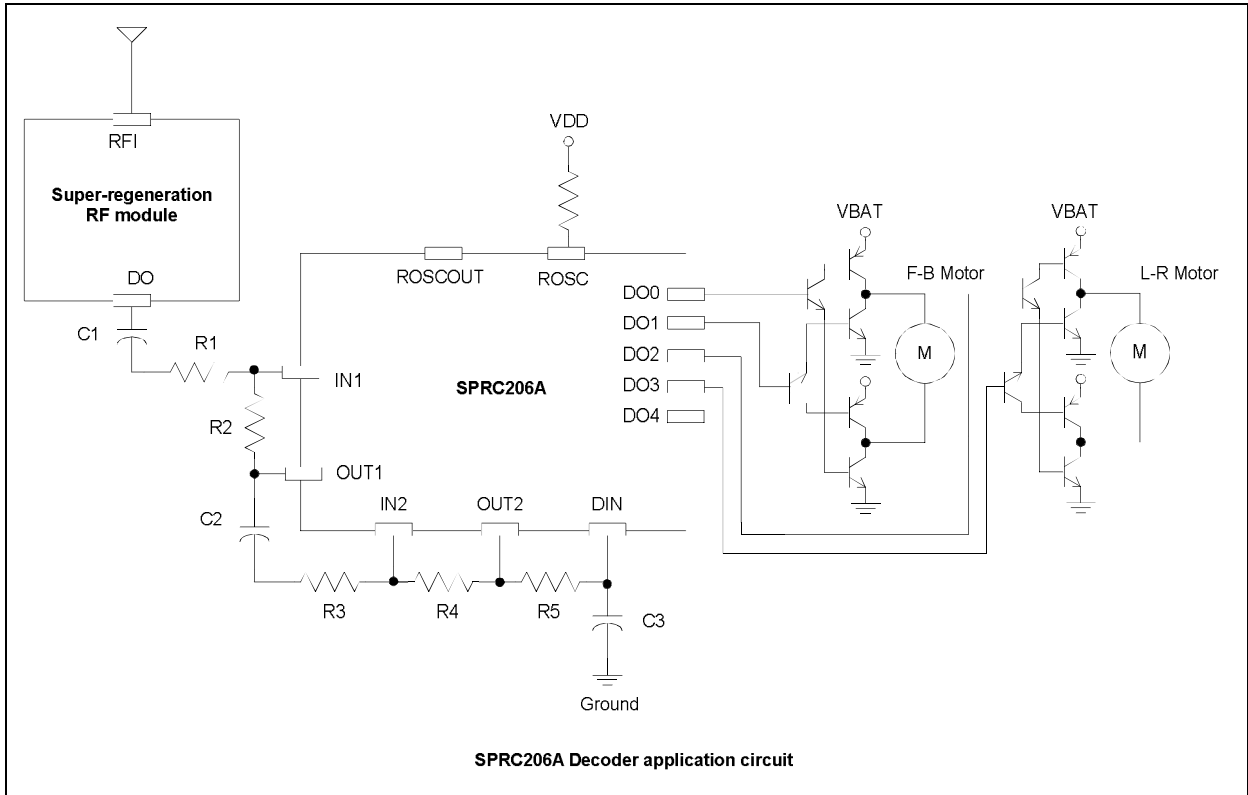 RFI
Super-regeneration
RF module
DO
C1
R1
R2
C2
IN1
OUT1
ROSCOUT
ROSC
VDD
SPRC206A
DO0
DO1
DO2
DO3
DO4
IN2
OUT2
DIN
R3
R4
R5
C3
Ground
VBAT
F-B Motor
M
VBAT
L-R Motor
M
SPRC206A Decoder application circuit